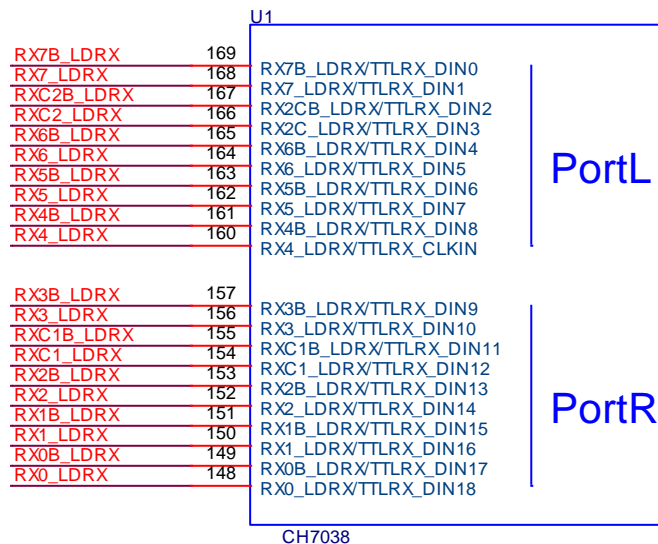 U1
RX7B_LDRX 169 RX7B_LDRX/TTLRX_DIN0
RX7_LDRX 168 RX7_LDRX/TTLRX_DIN1
RXC2B_LDRX 167 RX2CB_LDRX/TTLRX_DIN2
RXC2_LDRX 166 RX2C_LDRX/TTLRX_DIN3
RX6B_LDRX 165 RX6B_LDRX/TTLRX_DIN4
RX6_LDRX 164 RX6_LDRX/TTLRX_DIN5
RX5B_LDRX 163 RX5B_LDRX/TTLRX_DIN6
RX5_LDRX 162 RX5_LDRX/TTLRX_DIN7
RX4B_LDRX 161 RX4B_LDRX/TTLRX_DIN8
RX4_LDRX 160 RX4_LDRX/TTLRX_CLKIN
PortL
RX3B_LDRX 157 RX3B_LDRX/TTLRX_DIN9
RX3_LDRX 156 RX3_LDRX/TTLRX_DIN10
RXC1B_LDRX 155 RXC1B_LDRX/TTLRX_DIN11
RXC1_LDRX 154 RXC1_LDRX/TTLRX_DIN12
RX2B_LDRX 153 RX2B_LDRX/TTLRX_DIN13
RX2_LDRX 152 RX2_LDRX/TTLRX_DIN14
RX1B_LDRX 151 RX1B_LDRX/TTLRX_DIN15
RX1_LDRX 150 RX1_LDRX/TTLRX_DIN16
RX0B_LDRX 149 RX0B_LDRX/TTLRX_DIN17
RX0_LDRX 148 RX0_LDRX/TTLRX_DIN18
PortR
CH7038